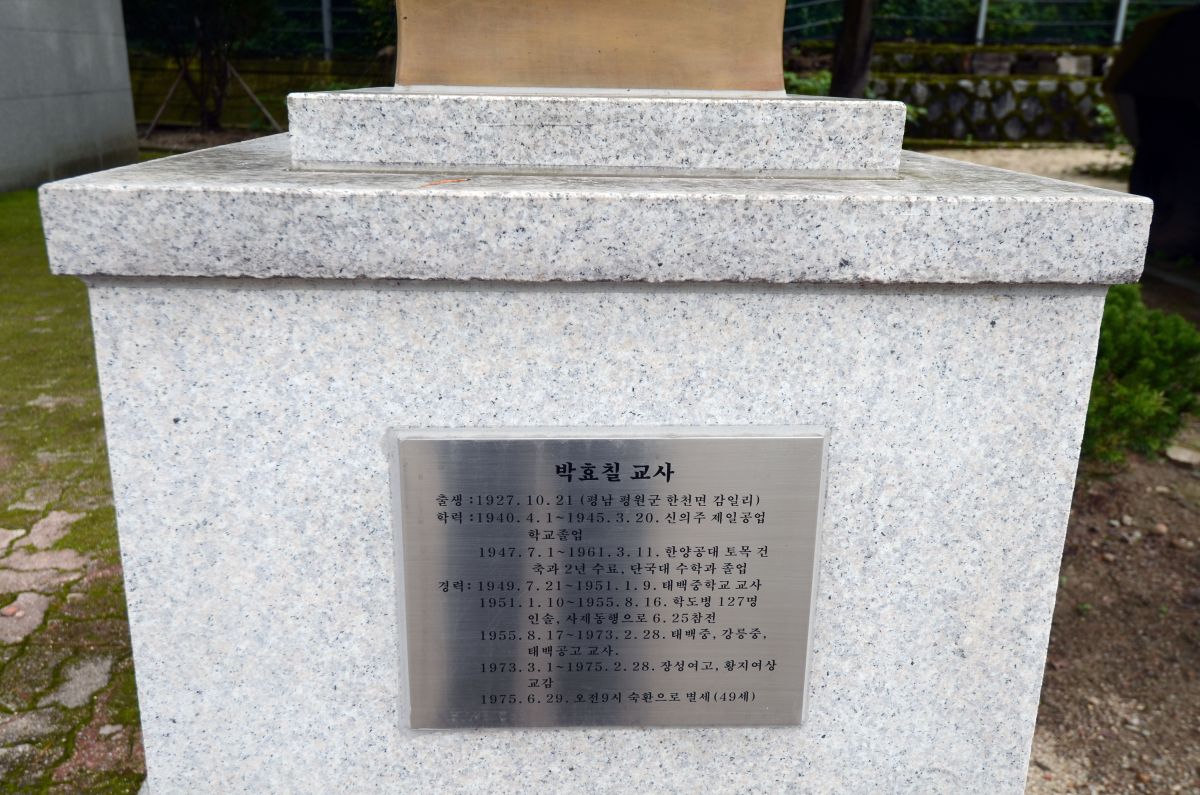 박효칠 교사
출생 : 1927. 10. 21 (평남 평원군 한천면 감일리)
학력 : 1940. 4. 1~1945. 3. 20. 신의주 제일공업
학교졸업
1947. 7. 1~1961. 3. 11. 한양공대 토목 건
축과 2년 수료, 단국대 수학과 졸업
경력 : 1949. 7. 21~1951. 1. 9. 태백중학교 교사
1951. 1. 10~1955. 8. 16. 학도병 127명
인솔, 사제동행으로 6. 25참전
1955. 8. 17~1973. 2. 28. 태백중, 강릉중,
태백공고 교사.
1973. 3. 1~1975. 2. 28. 장성여고, 황지여상
교감
1975. 6. 29. 오전9시 숙환으로 별세(49세)